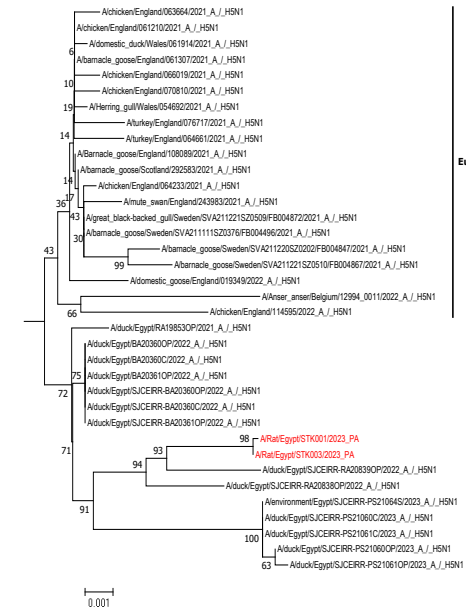 A/chicken/England/063664/2021_A_/_H5N1
A/chicken/England/061210/2021_A_/_H5N1
A/domestic_duck/Wales/061914/2021_A_/_H5N1
6
A/barnacle_goose/England/061307/2021_A_/_H5N1
A/chicken/England/066019/2021_A_/_H5N1
10
A/chicken/England/070810/2021_A_/_H5N1
19
A/Herring_gull/Wales/054692/2021_A_/_H5N1
A/turkey/England/076717/2021_A_/_H5N1
14
A/turkey/England/064661/2021_A_/_H5N1
A/Barnacle_goose/England/108089/2021_A_/_H5N1
Eu
A/barnacle_goose/Scotland/292583/2021_A_/_H5N1
14
A/chicken/England/064233/2021_A_/_H5N1
17
36
A/mute_swan/England/243983/2021_A_/_H5N1
43
A/great_black-backed_gull/Sweden/SVA211221SZ0509/FB004872/2021_A_/_H5N1
A/barnacle_goose/Sweden/SVA211111SZ0376/FB004496/2021_A_/_H5N1
30
43
A/barnacle_goose/Sweden/SVA211220SZ0202/FB004847/2021_A_/_H5N1
99
A/barnacle_goose/Sweden/SVA211221SZ0510/FB004867/2021_A_/_H5N1
A/domestic_goose/England/019349/2022_A_/_H5N1
A/Anser_anser/Belgium/12994_0011/2022_A_/_H5N1
66
A/chicken/England/114595/2022_A_/_H5N1
A/duck/Egypt/RA19853OP/2021_A_/_H5N1
A/duck/Egypt/BA20360OP/2022_A_/_H5N1
A/duck/Egypt/BA20360C/2022_A_/_H5N1
75
A/duck/Egypt/BA20361OP/2022_A_/_H5N1
72
A/duck/Egypt/SJCEIRR-BA20360OP/2022_A_/_H5N1
A/duck/Egypt/SJCEIRR-BA20360C/2022_A_/_H5N1
A/duck/Egypt/SJCEIRR-BA20361OP/2022_A_/_H5N1
98
A/Rat/Egypt/STK001/2023_PA
71
93
A/Rat/Egypt/STK003/2023_PA
94
A/duck/Egypt/SJCEIRR-RA20839OP/2022_A_/_H5N1
A/duck/Egypt/SJCEIRR-RA20838OP/2022_A_/_H5N1
91
A/environment/Egypt/SJCEIRR-PS21064S/2023_A_/_H5N1
A/duck/Egypt/SJCEIRR-PS21060C/2023_A_/_H5N1
A/duck/Egypt/SJCEIRR-PS21061C/2023_A_/_H5N1
100
A/duck/Egypt/SJCEIRR-PS21060OP/2023_A_/_H5N1
63
A/duck/Egypt/SJCEIRR-PS21061OP/2023_A_/_H5N1
0.001